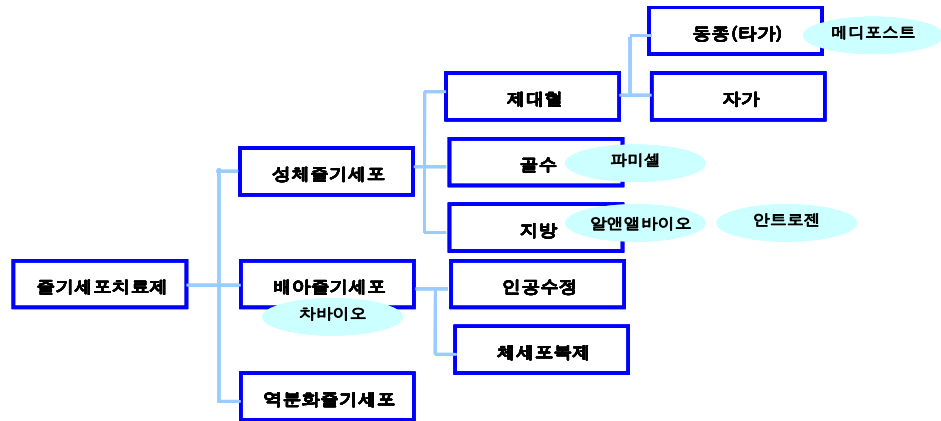 동종(타가)
메디포스트
제대혈
자가
골수
파미셀
성체줄기세포
지방
알앤앨바이오
안트로젠
줄기세포치료제
배아줄기세포
차바이오
인공수정
체세포복제
역분화줄기세포